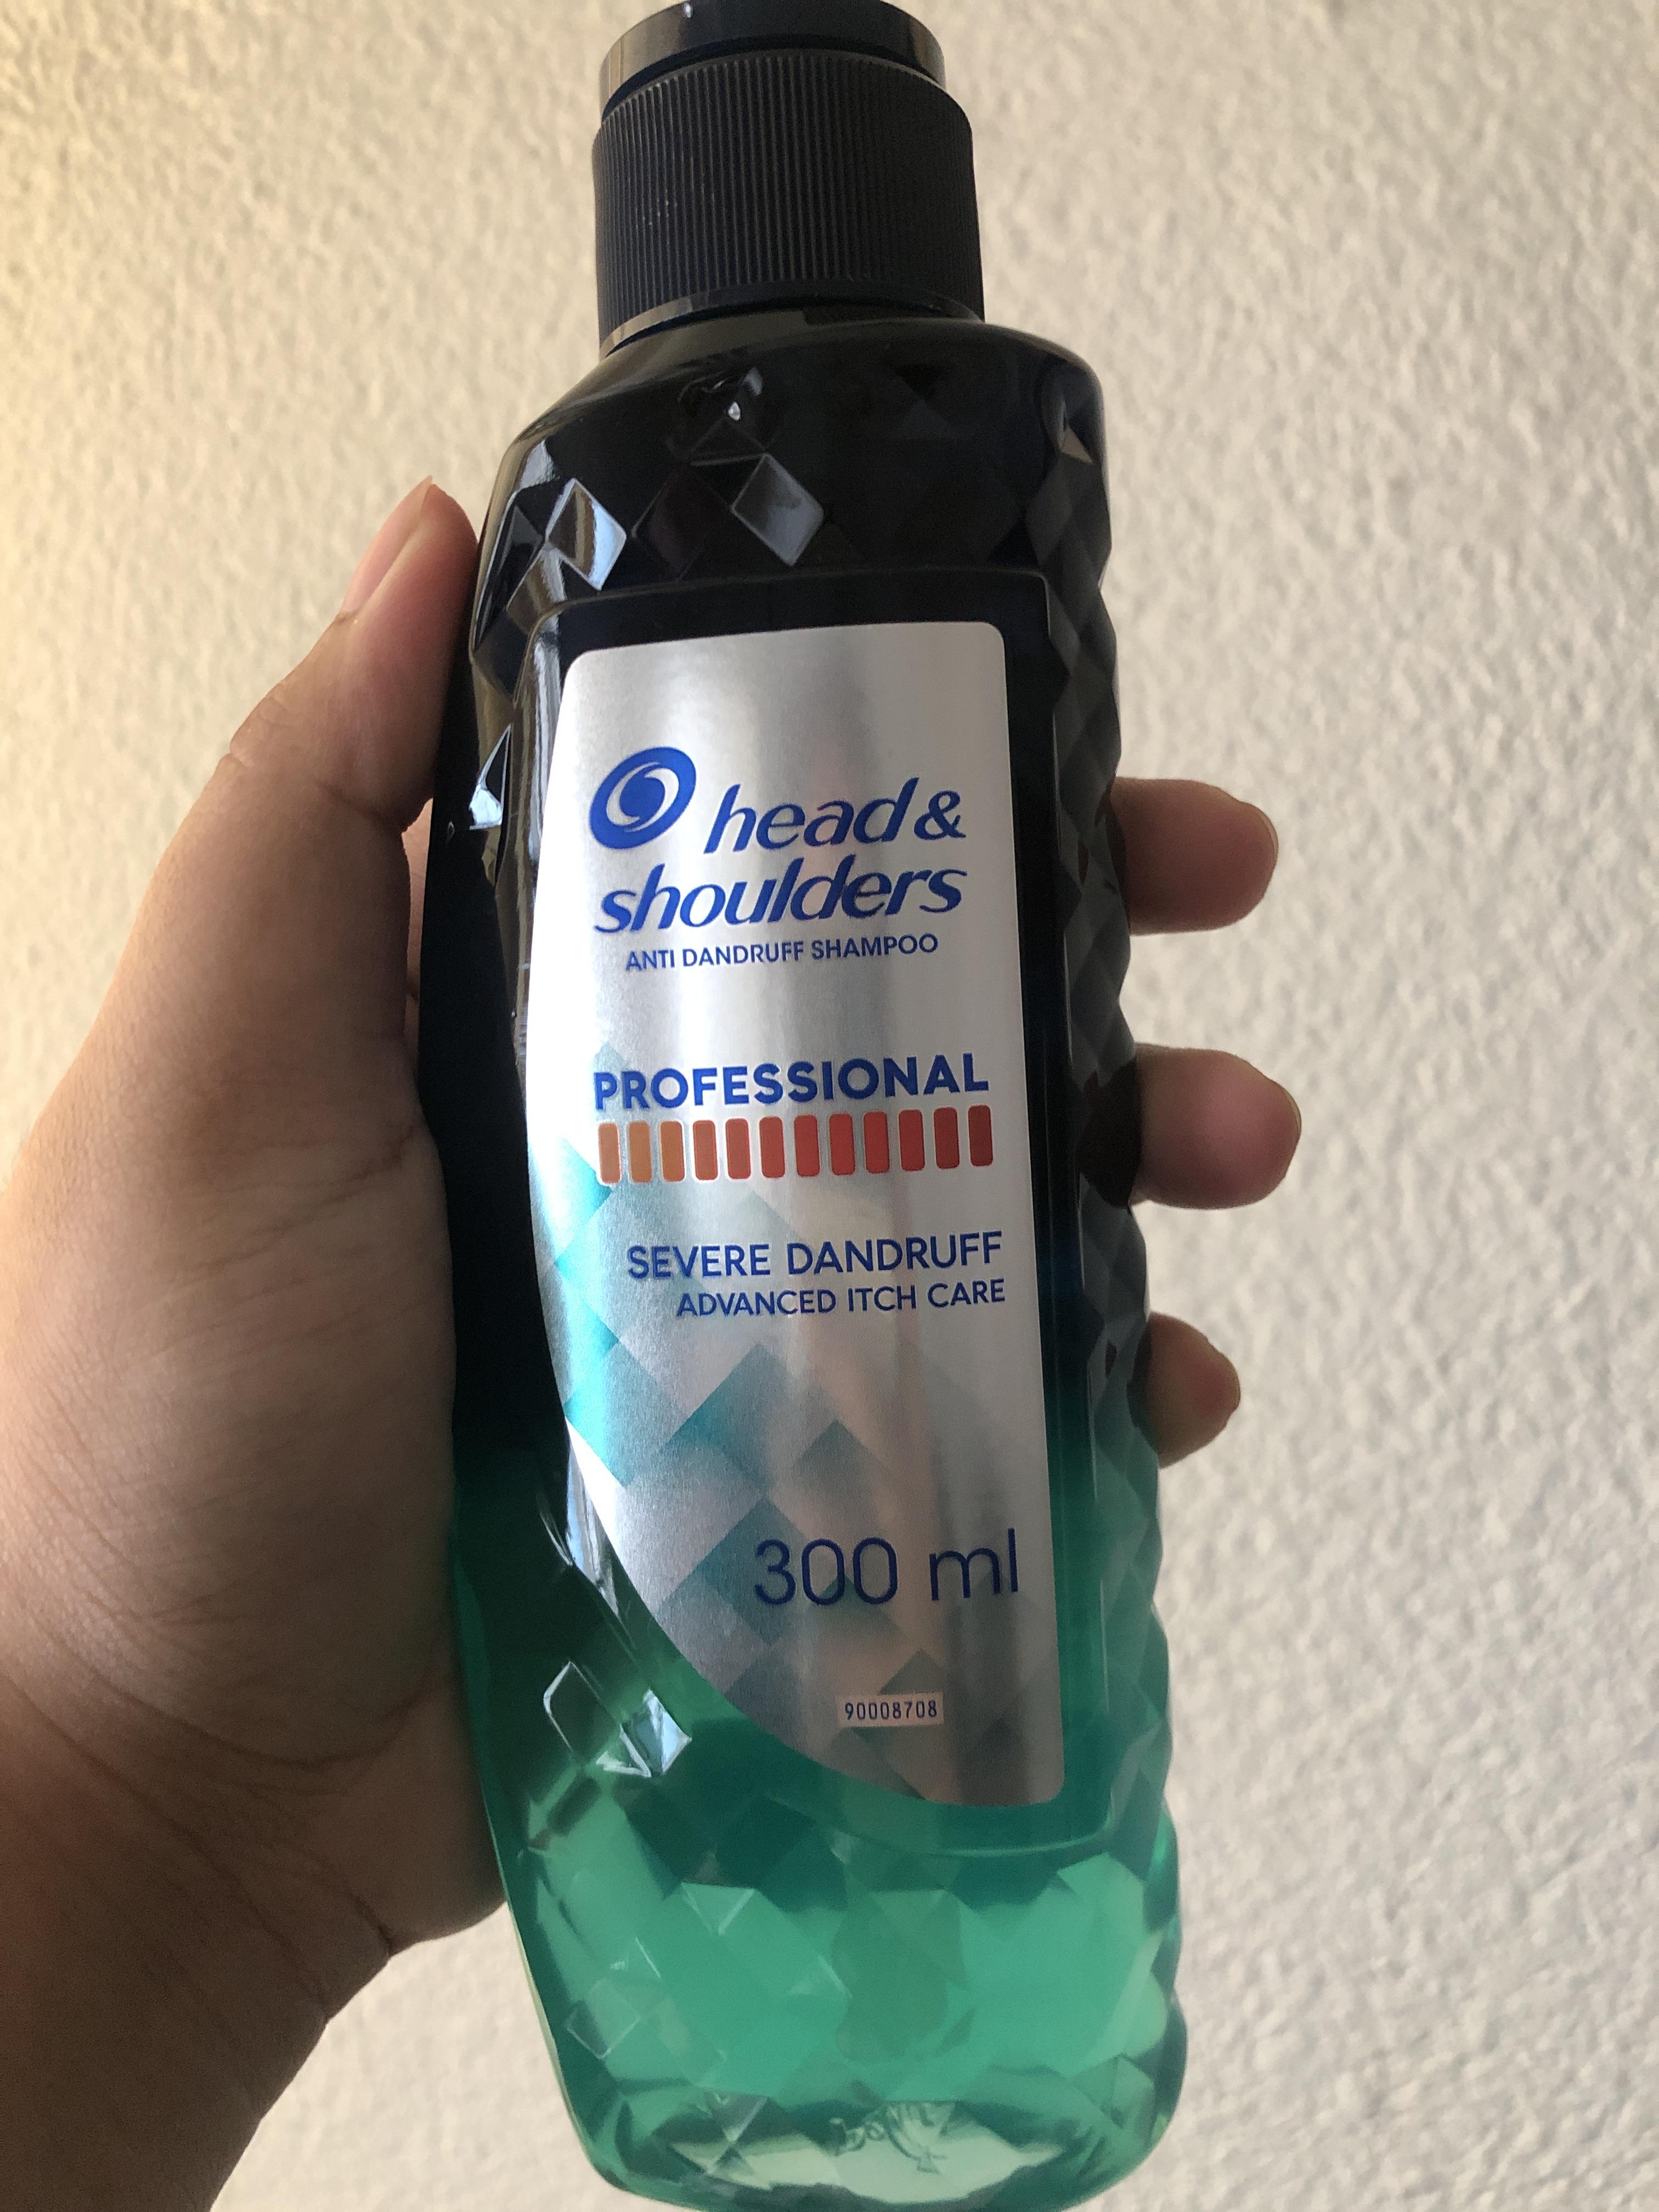 head &
shoulders
ANTI DANDRUFF SHAMPOO
PROFESSIONAL
SEVERE DANDRUFF
ADVANCED ITCH CARE
300 ml
90008708